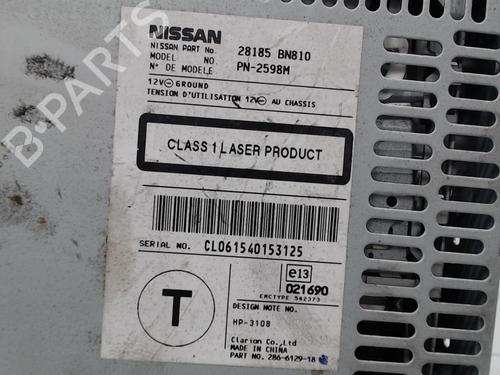 NISSAN
NISSAN PART No. 28185 BN810
MODEL NO. PN-2598M
N° DE MODELE
12V⊖GROUND
TENSION D'UTILISATION 12V⊖ AU CHASSIS
CLASS 1 LASER PRODUCT
SERIAL NO. CL061540153125
T
e13
021690
EMCTYPE 542373
DESIGN NOTE NO.
HP-3108
Clarion Co.,Ltd
MADE IN CHINA
PART NO. 286-6129-18
B-PARTS